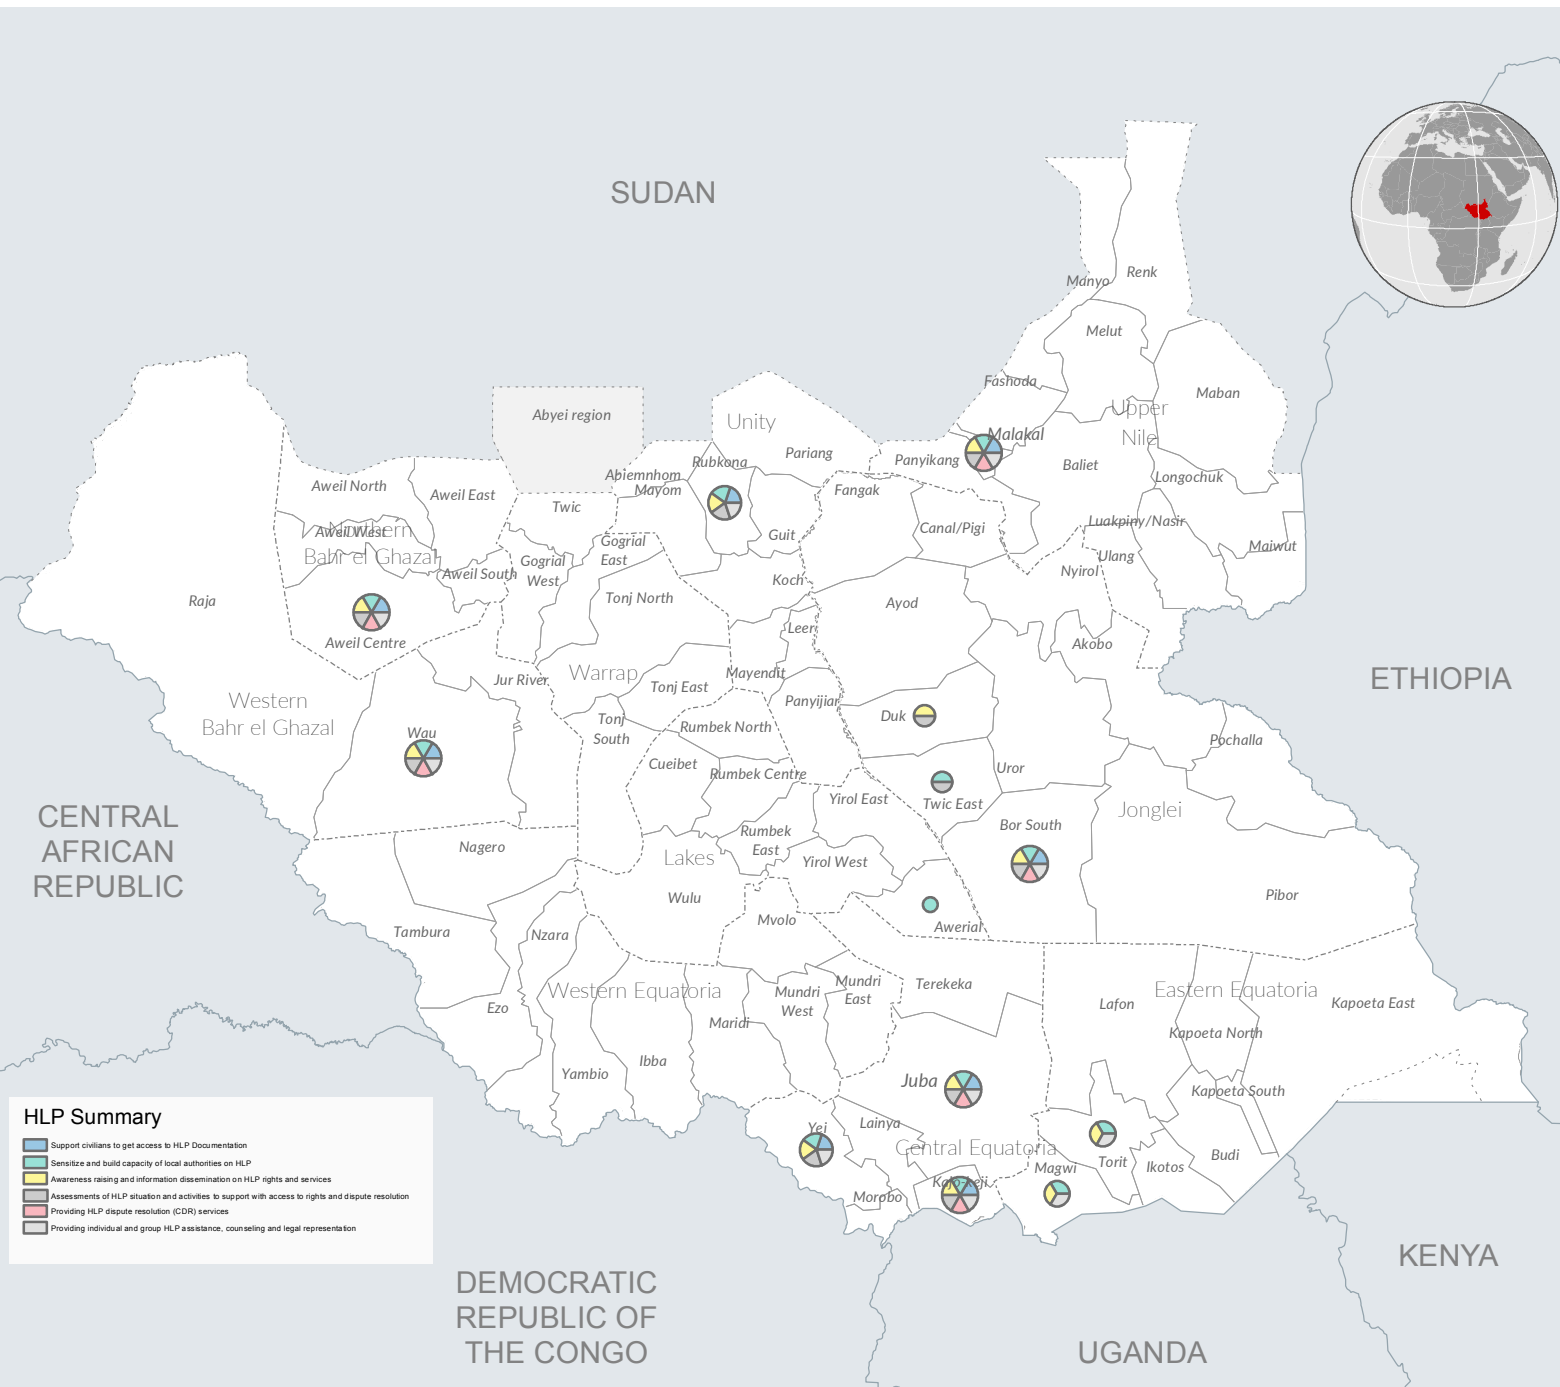 SUDAN
Manyo
Renk
Melut
Fashoda
Maban
Upper
Nile
Abyei region
Unity
Malakal
Pariang
Panyikang
Baliet
Rubkona
Abiemnhom
Mayom
Longochuk
Aweil North
Aweil East
Twic
Fangak
Canal/Pigi
Luakpiny/Nasir
Aweil West
Northern
Bahr el Ghazal
Guit
Gogrial
East
Maiwut
Ulang
Nyirol
Gogrial
West
Aweil South
Koch
Raja
Tonj North
Ayod
Leer
Aweil Centre
Akobo
Warrap
Mayendit
Jur River
Tonj East
ETHIOPIA
Western
Bahr el Ghazal
Panyijiar
Duk
Tonj
South
Rumbek North
Wau
Pochalla
Cueibet
Rumbek Centre
Uror
Yirol East
Twic East
Jonglei
CENTRAL
AFRICAN
REPUBLIC
Bor South
Rumbek
East
Nagero
Lakes
Yirol West
Wulu
Pibor
Mvolo
Awerial
Tambura
Nzara
Mundri
East
Terekeka
Western Equatoria
Mundri
West
Eastern Equatoria
Lafon
Kapoeta East
Ezo
Maridi
Kapoeta North
Ibba
Yambio
Juba
Kapoeta South
Yei
Lainya
Central Equatoria
Magwi
Torit
Ikotos
Budi
Kajo-keji
Morobo
HLP Summary
Support civilians to get access to HLP Documentation
Sensitize and build capacity of local authorities on HLP
Awareness raising and information dissemination on HLP rights and services
Assessments of HLP situation and activities to support with access to rights and dispute resolution
Providing HLP dispute resolution (CDR) services
Providing individual and group HLP assistance, counseling and legal representation
KENYA
DEMOCRATIC
REPUBLIC OF
THE CONGO
UGANDA